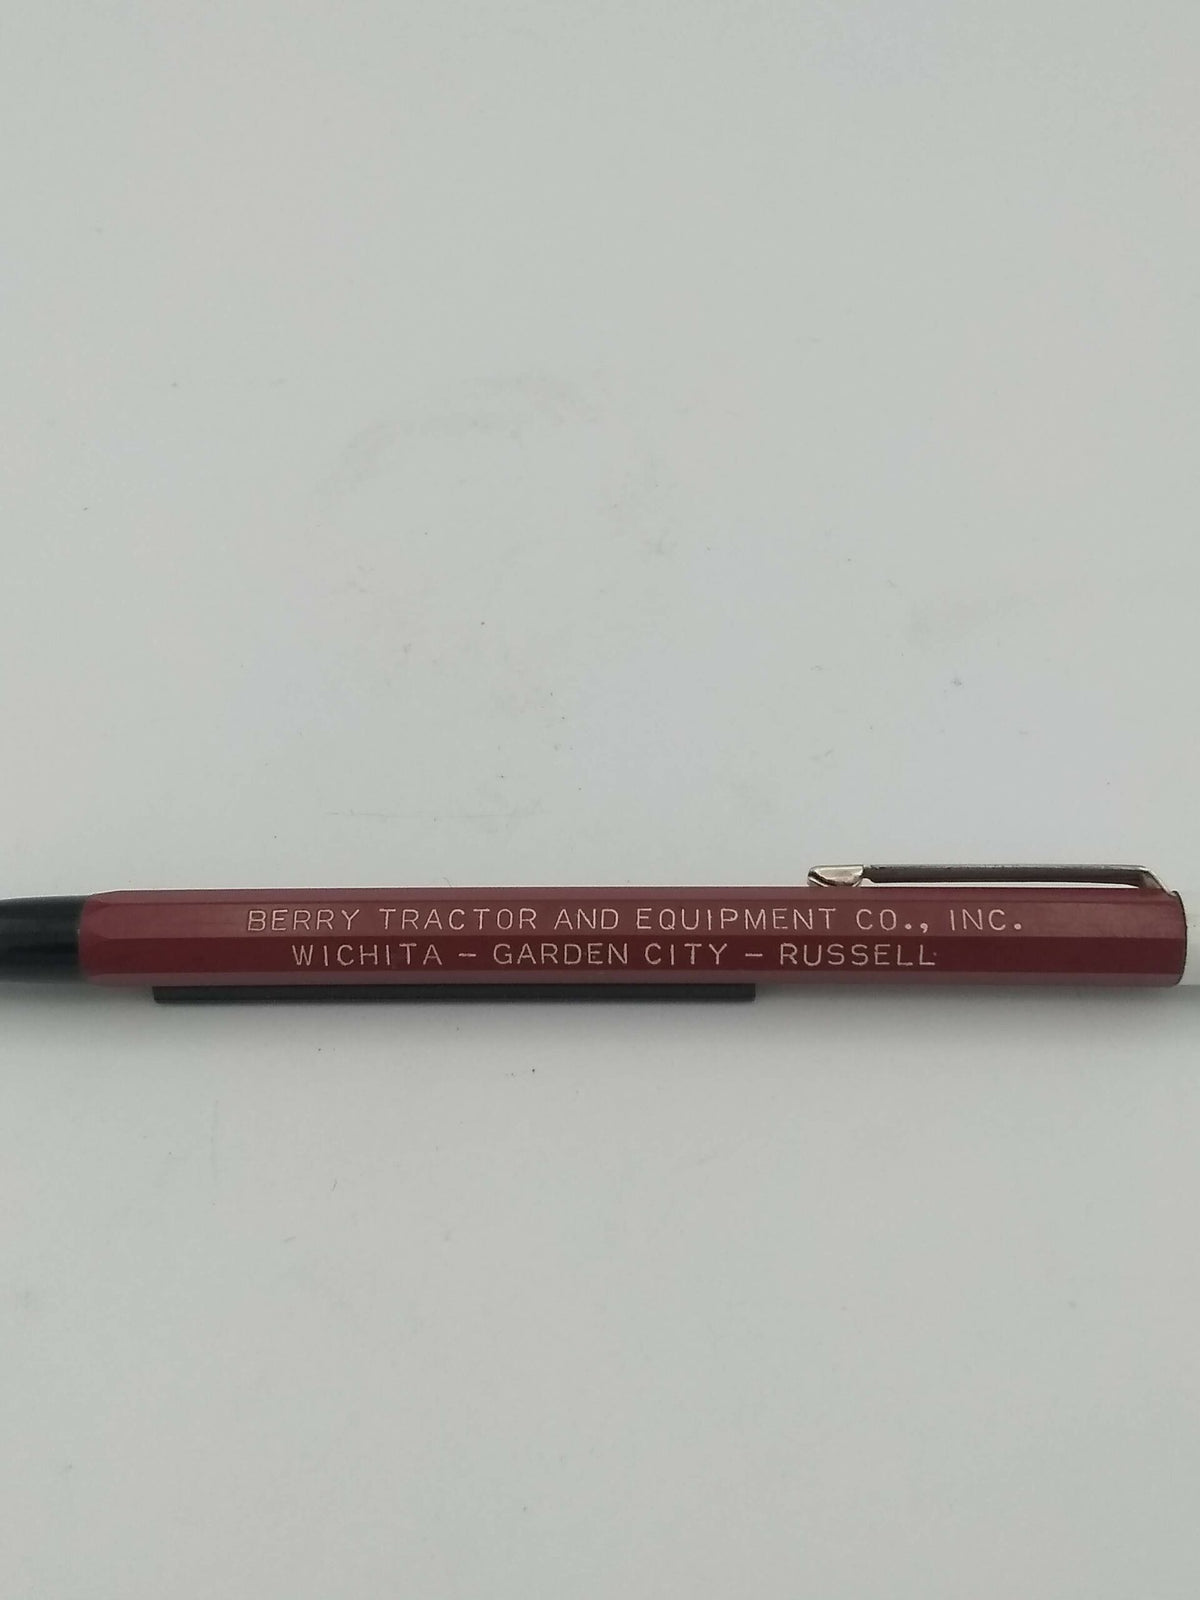 BERRY TRACTOR AND EQUIPMENT CO., INC.
WICHITA - GARDEN CITY - RUSSELL